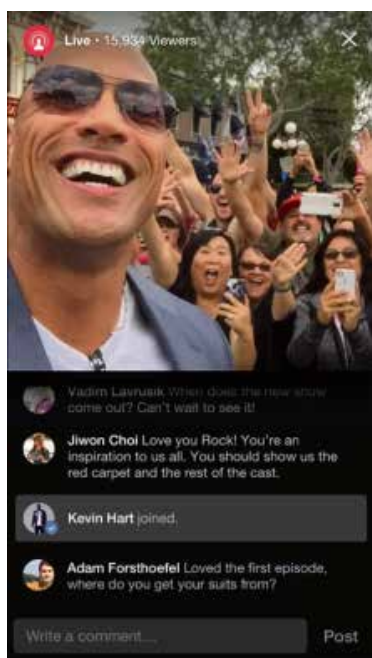 Live • 15,934 Viewers
Vadim Lavrusik When does the new show
come out? Can't wait to see it!
Jiwon Choi Love you Rock! You're an
inspiration to us all. You should show us the
red carpet and the rest of the cast.
Kevin Hart joined.
Adam Forsthoefel Loved the first episode,
where do you get your suits from?
Write a comment... Post